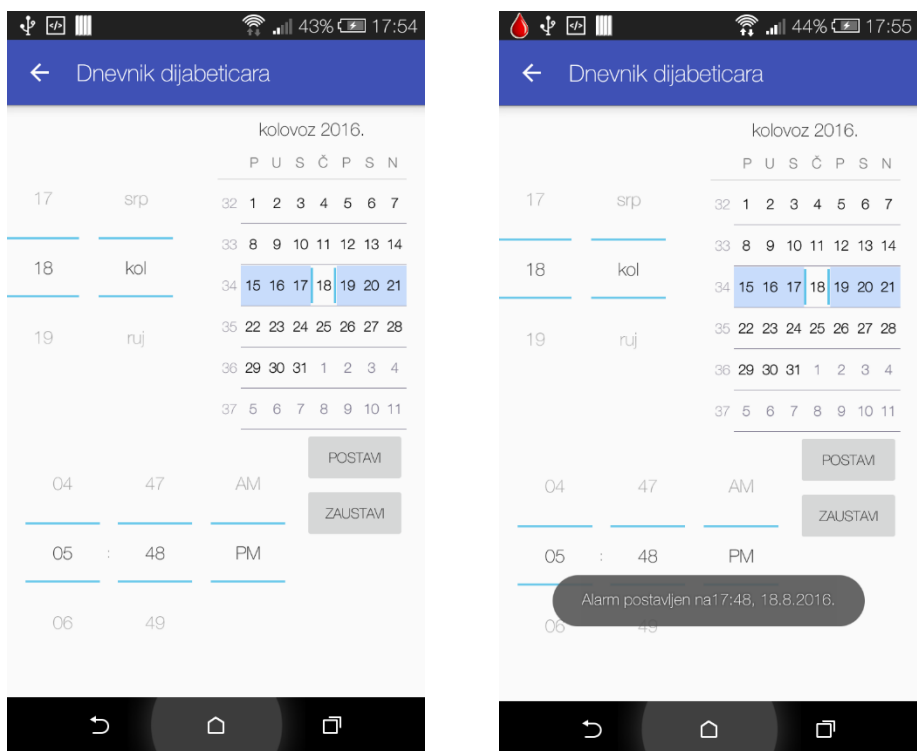 43% 17:54
Dnevnik dijabeticara
kolovoz 2016.
P U S Č P S N
17 srp 32 1 2 3 4 5 6 7
33 8 9 10 11 12 13 14
18 kol 34 15 16 17 18 19 20 21
19 ruj 35 22 23 24 25 26 27 28
36 29 30 31 1 2 3 4
37 5 6 7 8 9 10 11
POSTAVI
04 47 AM
ZAUSTAVI
05 : 48 PM
06 49
44% 17:55
Dnevnik dijabeticara
kolovoz 2016.
P U S Č P S N
17 srp 32 1 2 3 4 5 6 7
33 8 9 10 11 12 13 14
18 kol 34 15 16 17 18 19 20 21
19 ruj 35 22 23 24 25 26 27 28
36 29 30 31 1 2 3 4
37 5 6 7 8 9 10 11
POSTAVI
04 47 AM
ZAUSTAVI
05 : 48 PM
Alarm postavljen na17:48, 18.8.2016.
06 49